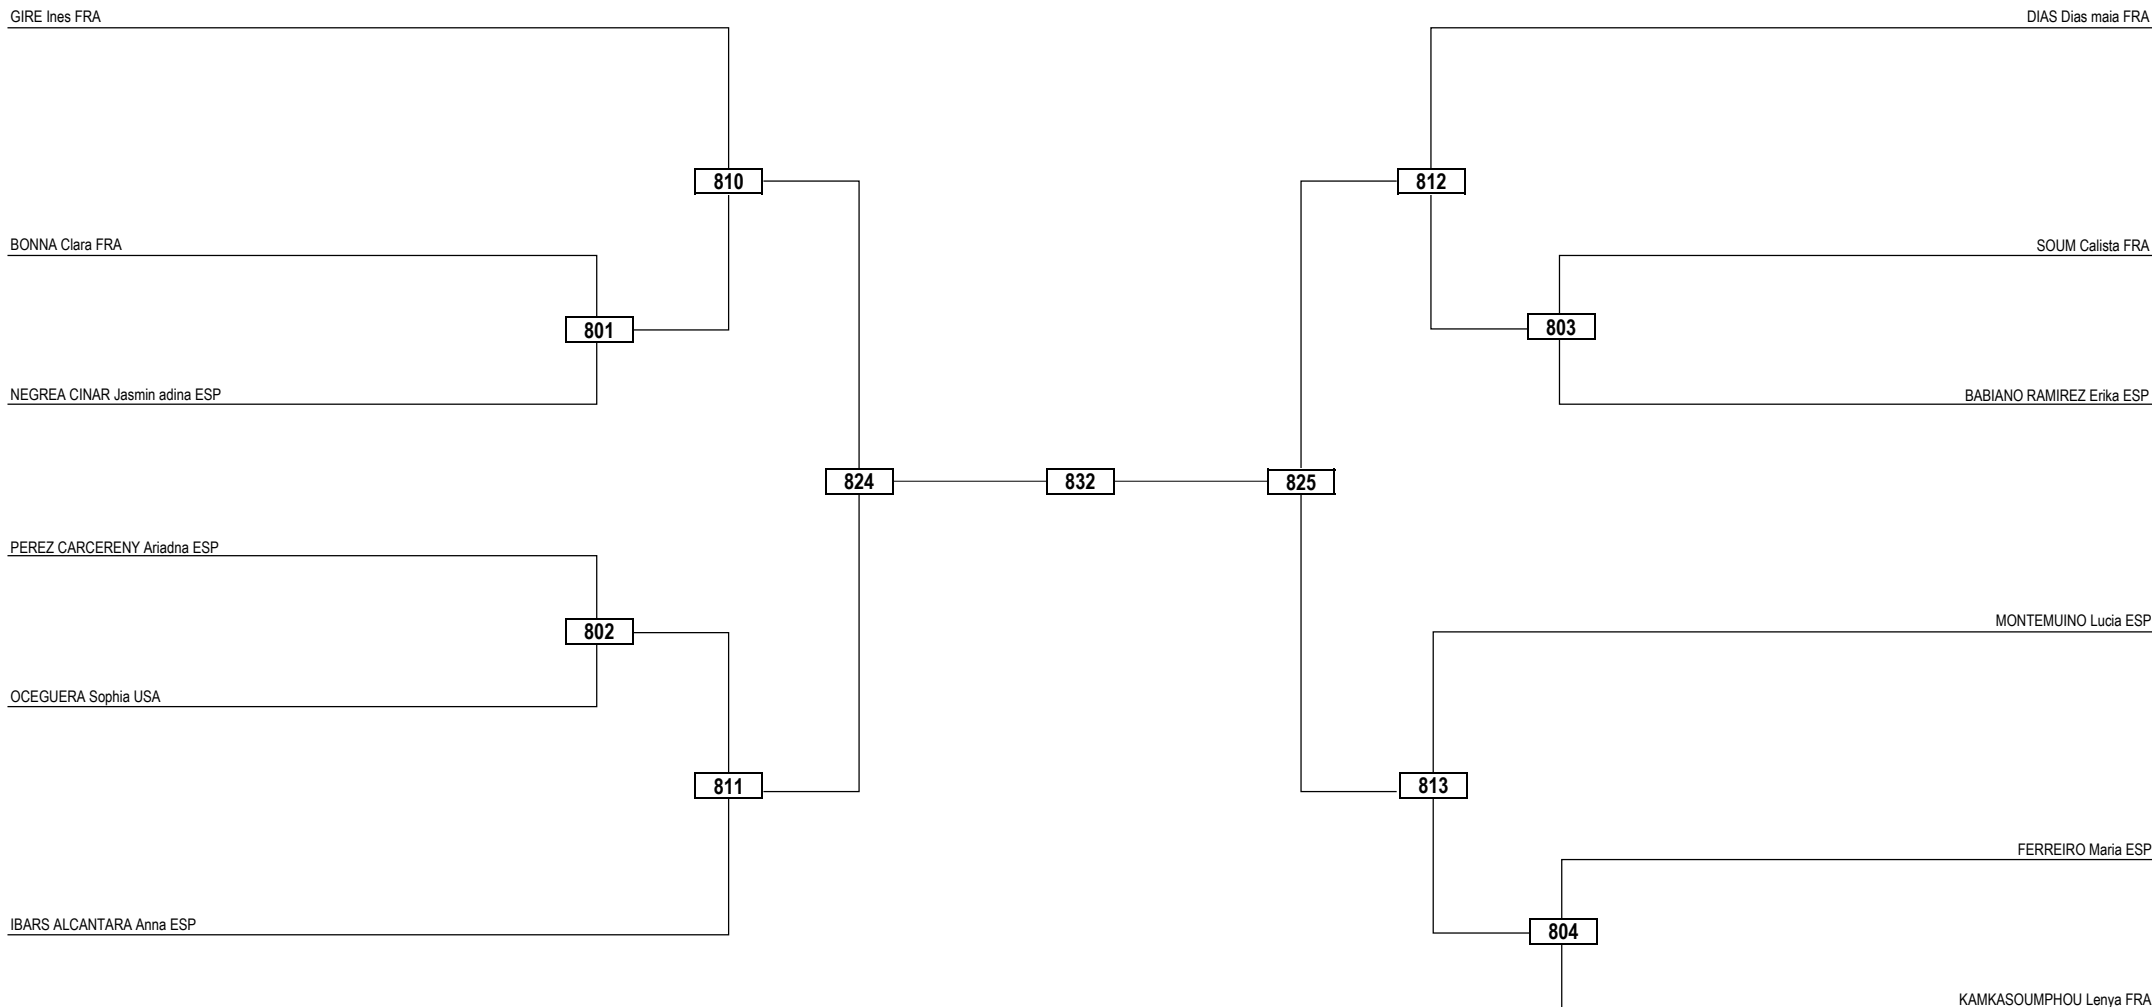 GIRE Ines FRA
DIAS Dias maia FRA
810
812
BONNA Clara FRA
SOUM Calista FRA
801
803
NEGREA CINAR Jasmin adina ESP
BABIANO RAMIREZ Erika ESP
824
832
825
PEREZ CARCERENY Ariadna ESP
MONTEMUINO Lucia ESP
802
OCEGUERA Sophia USA
811
813
FERREIRO Maria ESP
IBARS ALCANTARA Anna ESP
804
KAMKASOUMPHOU Lenya FRA